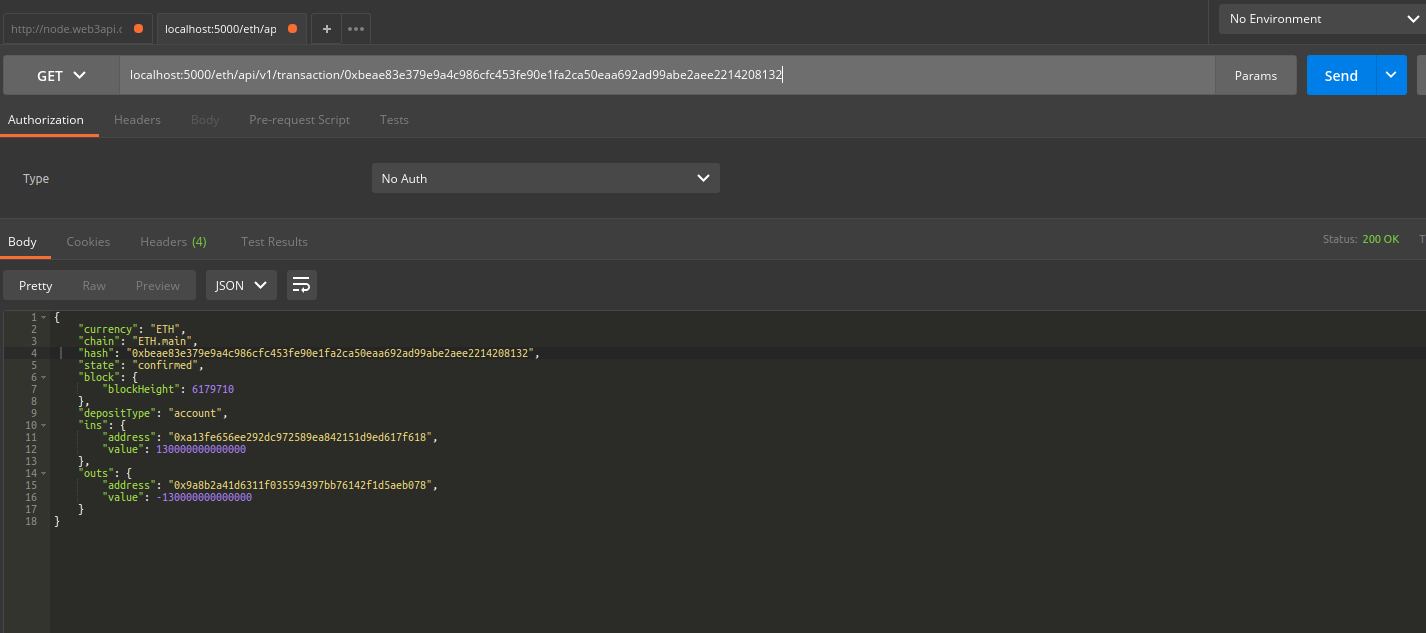 http://node.web3api.c
localhost:5000/eth/ap
+
No Environment
GET
localhost:5000/eth/api/v1/transaction/0xbeae83e379e9a4c986cfc453fe90e1fa2ca50eaa692ad99abe2aee2214208132
Params
Send
Authorization
Headers
Body
Pre-request Script
Tests
Type
No Auth
Body
Cookies
Headers (4)
Test Results
Status: 200 OK
T
Pretty
Raw
Preview
JSON
1 {
2 "currency": "ETH",
3 "chain": "ETH.main",
4 "hash": "0xbeae83e379e9a4c986cfc453fe90e1fa2ca50eaa692ad99abe2aee2214208132",
5 "state": "confirmed",
6 "block": {
7 "blockHeight": 6179710
8 },
9 "depositType": "account",
10 "ins": {
11 "address": "0xa13fe656ee292dc972589ea842151d9ed617f618",
12 "value": 130000000000000
13 },
14 "outs": {
15 "address": "0x9a8b2a41d6311f035594397bb76142f1d5aeb078",
16 "value": -130000000000000
17 }
18 }